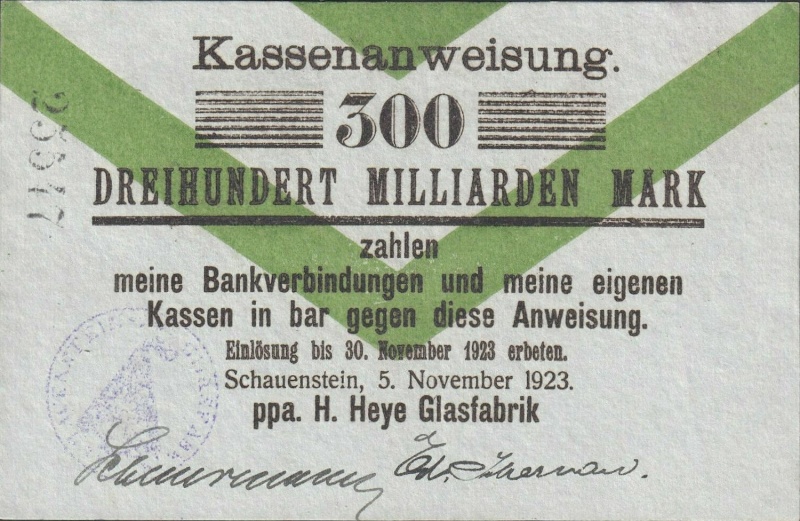 Kassenanweisung.
300
DREIHUNDERT MILLIARDEN MARK
zahlen
meine Bankverbindungen und meine eigenen
Kassen in bar gegen diese Anweisung.
Einlösung bis 30. November 1923 erbeten.
Schauenstein, 5. November 1923.
ppa. H. Heye Glasfabrik